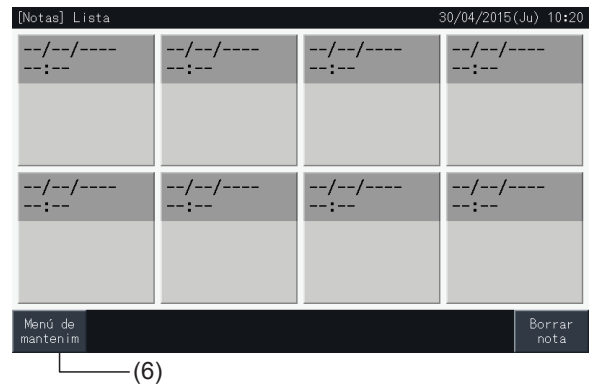 [Notas] Lista 30/04/2015(Ju) 10:20
--/--/---- --/--/---- --/--/---- --/--/----
--:-- --:-- --:-- --:--
--/--/---- --/--/---- --/--/---- --/--/----
--:-- --:-- --:-- --:--
Menú de Borrar
mantenim nota
(6)